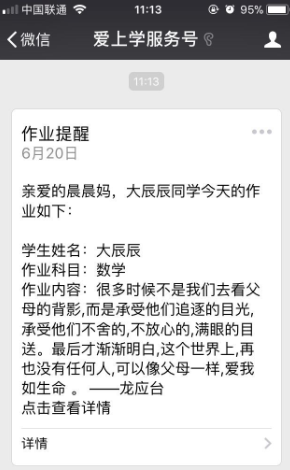 中国联通 11:13 95%
微信 爱上学服务号
11:13
作业提醒
6月20日
亲爱的晨晨妈，大辰辰同学今天的作
业如下：
学生姓名：大辰辰
作业科目：数学
作业内容：很多时候不是我们去看父
母的背影,而是承受他们追逐的目光,
承受他们不舍的,不放心的,满眼的目
送。最后才渐渐明白,这个世界上,再
也没有任何人,可以像父母一样,爱我
如生命 。 ——龙应台
点击查看详情
详情